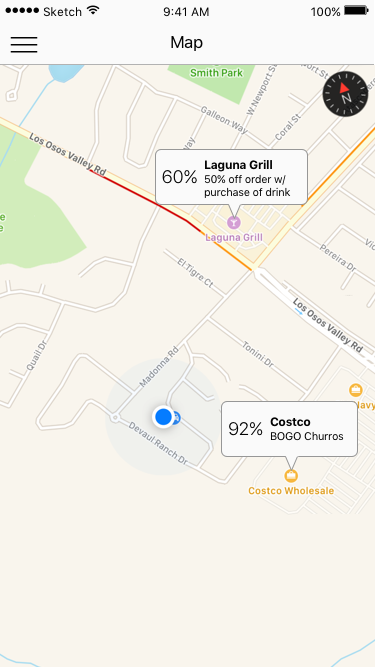 Sketch 9:41 AM 100%
Map
Smith Park
W.Newport St
Galleon Way
Coral St
Los Osos Valley Rd
N
60% Laguna Grill
50% off order w/
purchase of drink
Laguna Grill
El Tigre Ct
Pereira Dr
Los Osos Valley Rd
Quail Dr
Madonna Rd
Tonini Dr
Devaul Ranch Dr
92% Costco
BOGO Churros
Costco Wholesale